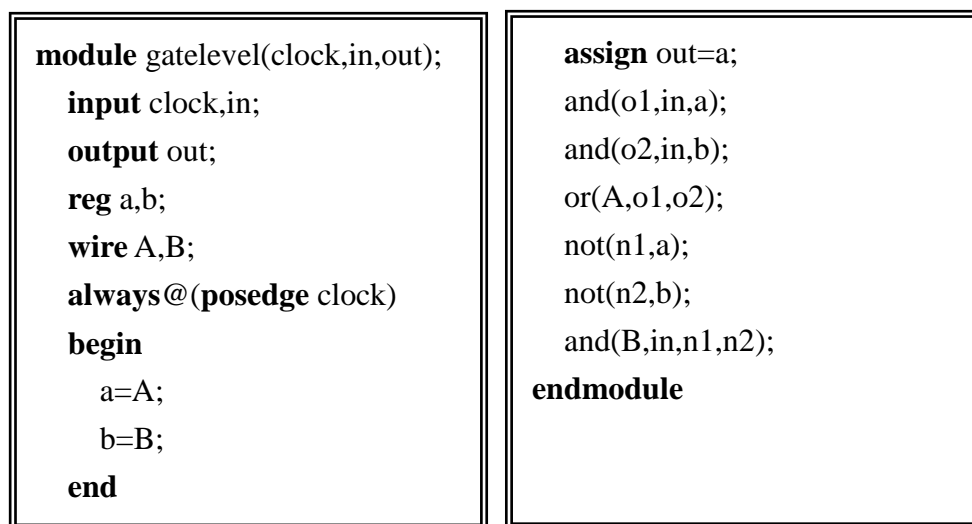 module gatelevel(clock,in,out);
input clock,in;
output out;
reg a,b;
wire A,B;
always@(posedge clock)
begin
a=A;
b=B;
end
assign out=a;
and(o1,in,a);
and(o2,in,b);
or(A,o1,o2);
not(n1,a);
not(n2,b);
and(B,in,n1,n2);
endmodule